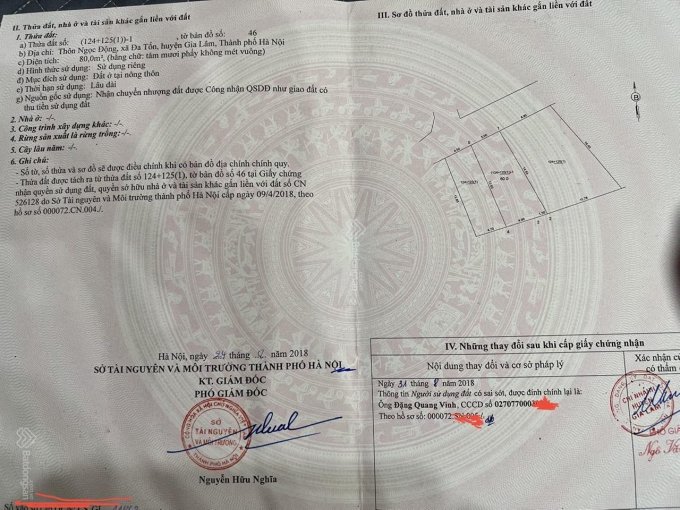 II. Thửa đất, nhà ở và tài sản khác gắn liền với đất
1. Thửa đất:
a) Thửa đất số: (124+125(1))-1 , tờ bản đồ số: 46
b) Địa chỉ: Thôn Ngọc Động, xã Đa Tốn, huyện Gia Lâm, Thành phố Hà Nội
c) Diện tích: 80,0m², (bằng chữ: tám mươi phẩy không mét vuông)
d) Hình thức sử dụng: Sử dụng riêng
đ) Mục đích sử dụng: Đất ở tại nông thôn
e) Thời hạn sử dụng: Lâu dài
g) Nguồn gốc sử dụng: Nhận chuyển nhượng đất được Công nhận QSDĐ như giao đất có
thu tiền sử dụng đất
2. Nhà ở: -/-
3. Công trình xây dựng khác: -/-
4. Rừng sản xuất là rừng trồng: -/-
5. Cây lâu năm: -/-
6. Ghi chú:
- Số tờ, số thửa và sơ đồ sẽ được điều chỉnh khi có bản đồ địa chính chính quy.
- Thửa đất được tách ra từ thửa đất số 124+125(1), tờ bản đồ số 46 tại Giấy chứng
nhận quyền sử dụng đất, quyền sở hữu nhà ở và tài sản khác gắn liền với đất số CN
526128 do Sở Tài nguyên và Môi trường thành phố Hà Nội cấp ngày 09/4/2018, theo
hồ sơ số 000072.CN.004./.
Hà Nội, ngày 24 tháng 2018
SỞ TÀI NGUYÊN VÀ MÔI TRƯỜNG THÀNH PHỐ HÀ NỘI
KT. GIÁM ĐỐC
PHÓ GIÁM ĐỐC
SỞ
TÀI NGUYÊN
VÀ MÔI TRƯỜNG
THÀNH PHỐ HÀ NỘI
Nguyễn Hữu Nghĩa
Batdongsan
III. Sơ đồ thửa đất, nhà ở và tài sản khác gắn liền với đất
B
80.0
IV. Những thay đổi sau khi cấp giấy chứng nhận
Nội dung thay đổi và cơ sở pháp lý
Xác nhận củ
có thẩm
Ngày 31 tháng 8 năm 2018
Thông tin Người sử dụng đất có sai sót, được đính chính lại là:
Ông Đặng Quang Vinh, CCCD số 02707700
Theo hồ sơ số: 000072.
CHI NHÁNH
GIA LÂM
PHÓ GIÁ
Ngô